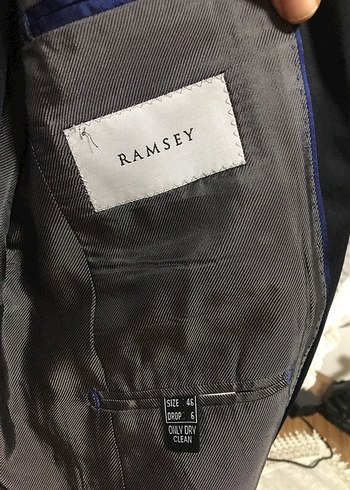 RAMSEY
SIZE 46
DROP 6
ONLY DRY
CLEAN